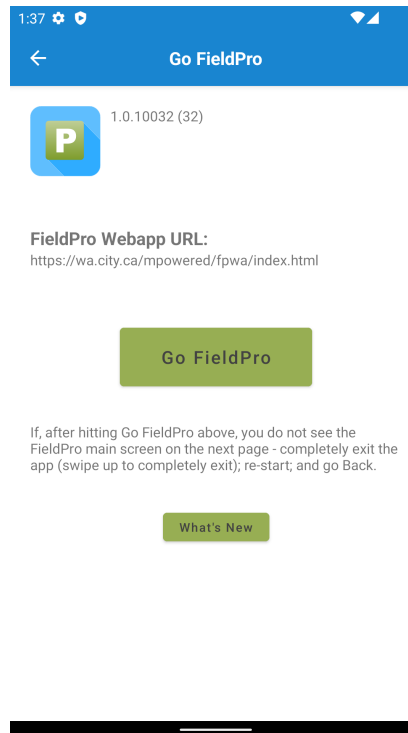 1:37
Go FieldPro
P
1.0.10032 (32)
FieldPro Webapp URL:
https://wa.city.ca/mpowered/fpwa/index.html
Go FieldPro
If, after hitting Go FieldPro above, you do not see the
FieldPro main screen on the next page - completely exit the
app (swipe up to completely exit); re-start; and go Back.
What's New